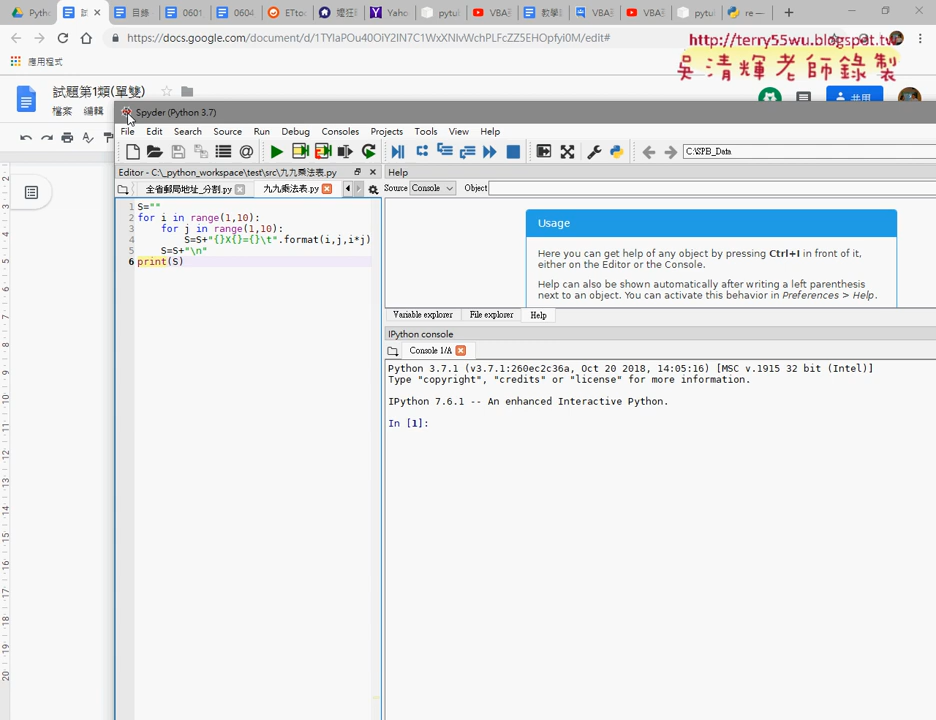 Pyth
目錄
0601
0604
ETto
Yaho
pytu
VBA
教學
VBA
VBA
pytu
re —
https://docs.google.com/document/d/1TYlaPOu40OiY2IN7C1WxXNIvWchPLFcZZ5EHOpfyi0M/edit#
http://terry55wu.blogspot.tw
應用程式
吳清輝老師錄製
試題第1類(單雙)
檔案 編輯
共用
Spyder (Python 3.7)
File Edit Search Source Run Debug Consoles Projects Tools View Help
C:\SPB_Data
Editor - C:\_python_workspace\test\src\九九乘法表.py
Help
全省郵局地址_分割.py 九九乘法表.py
Source Console Object
1 S=""
2 for i in range(1,10):
3     for j in range(1,10):
4         S=S+"{}X{}={}\t".format(i,j,i*j)
5     S=S+"\n"
6 print(S)
Usage
Here you can get help of any object by pressing Ctrl+I in front of it,
either on the Editor or the Console.
Help can also be shown automatically after writing a left parenthesis
next to an object. You can activate this behavior in Preferences > Help.
Variable explorer File explorer Help
IPython console
Console 1/A
Python 3.7.1 (v3.7.1:260ec2c36a, Oct 20 2018, 14:05:16) [MSC v.1915 32 bit (Intel)]
Type "copyright", "credits" or "license" for more information.
IPython 7.6.1 -- An enhanced Interactive Python.
In [1]: